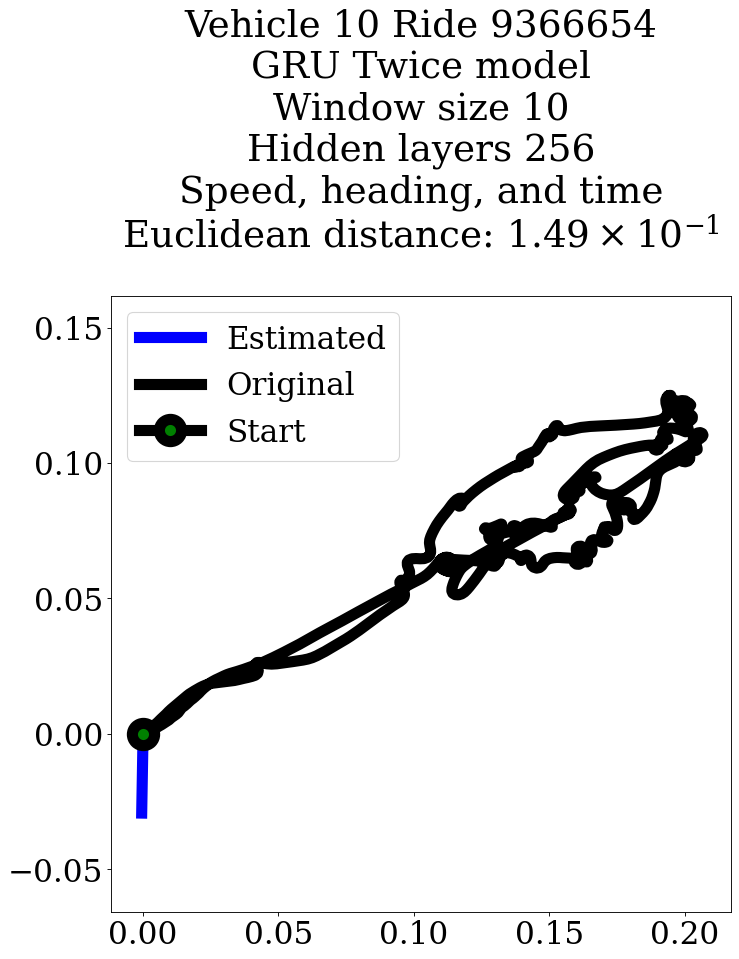 Vehicle 10 Ride 9366654
GRU Twice model
Window size 10
Hidden layers 256
Speed, heading, and time
Euclidean distance: 1.49 × 10⁻¹
Estimated
Original
Start
0.15
0.10
0.05
0.00
−0.05
0.00 0.05 0.10 0.15 0.20